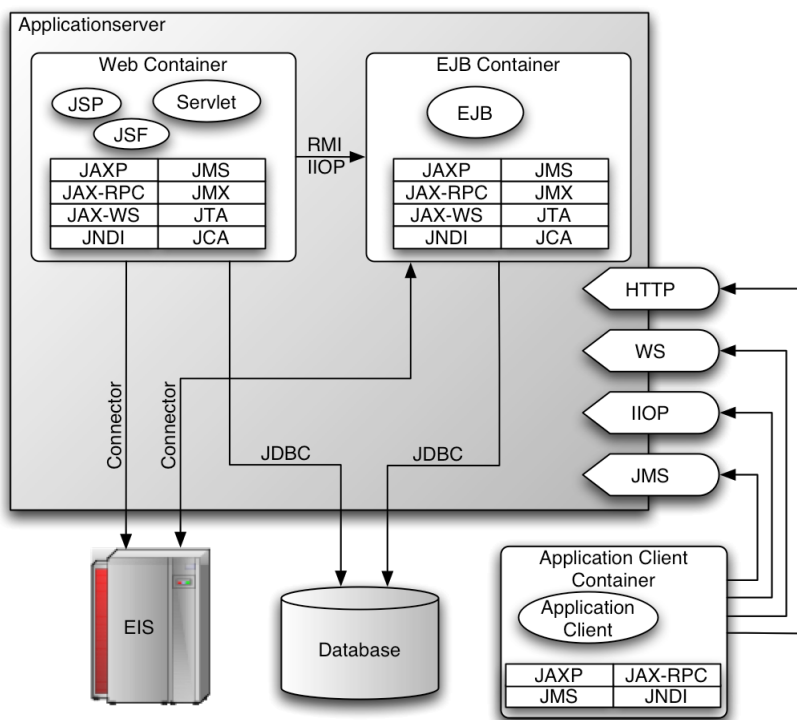 Applicationserver
Web Container
JSP
Servlet
JSF
JAXP JMS
JAX-RPC JMX
JAX-WS JTA
JNDI JCA
RMI
IIOP
EJB Container
EJB
JAXP JMS
JAX-RPC JMX
JAX-WS JTA
JNDI JCA
HTTP
WS
IIOP
JMS
Connector
Connector
JDBC
JDBC
EIS
Database
Application Client
Container
Application
Client
JAXP JAX-RPC
JMS JNDI